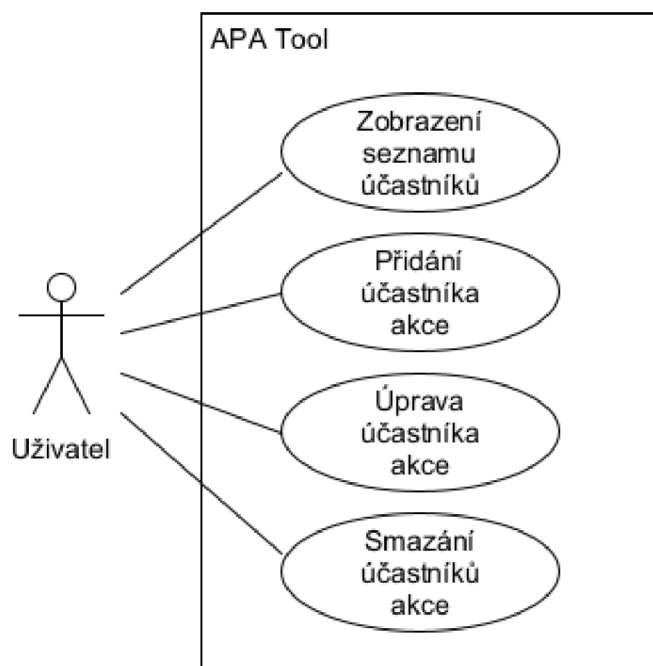 APA Tool
Zobrazení
seznamu
účastníků
Přidání
účastníka
akce
Úprava
účastníka
akce
Smazání
účastníků
akce
Uživatel